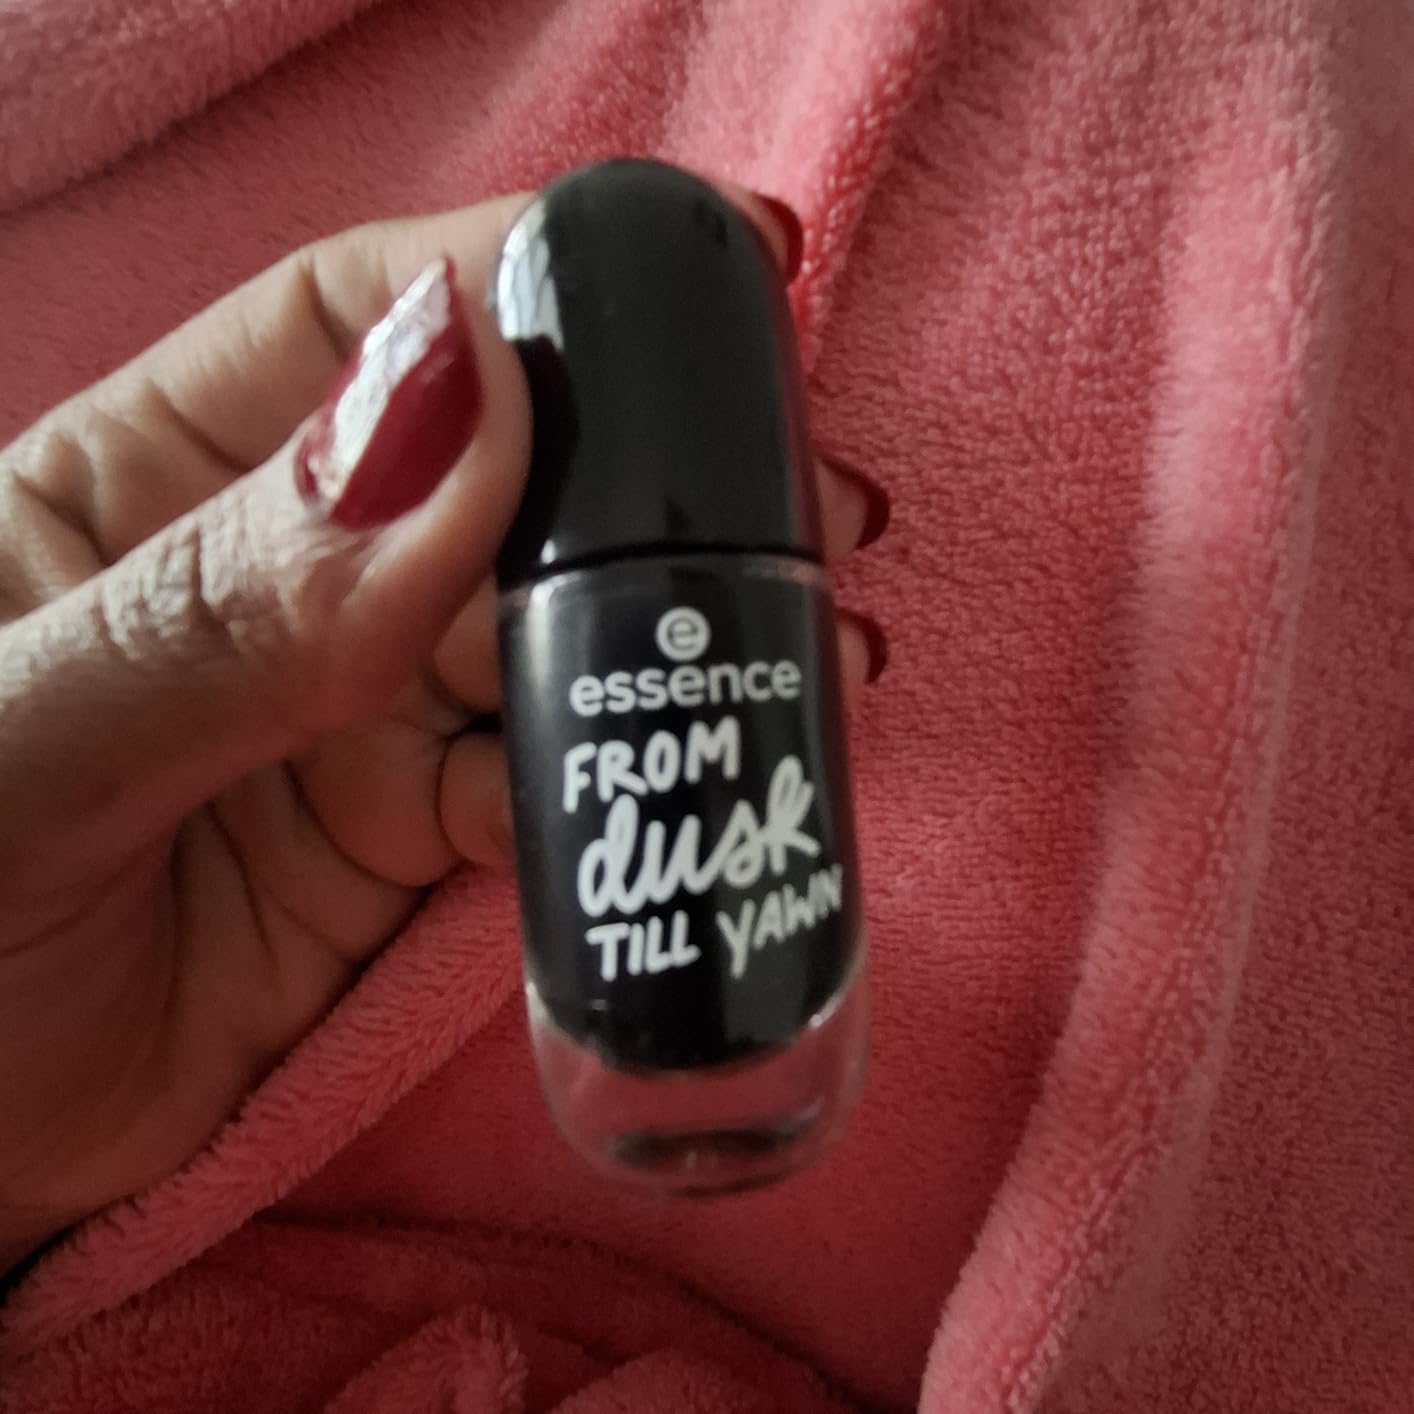 e
essence
FROM
dusk
TILL YAWN